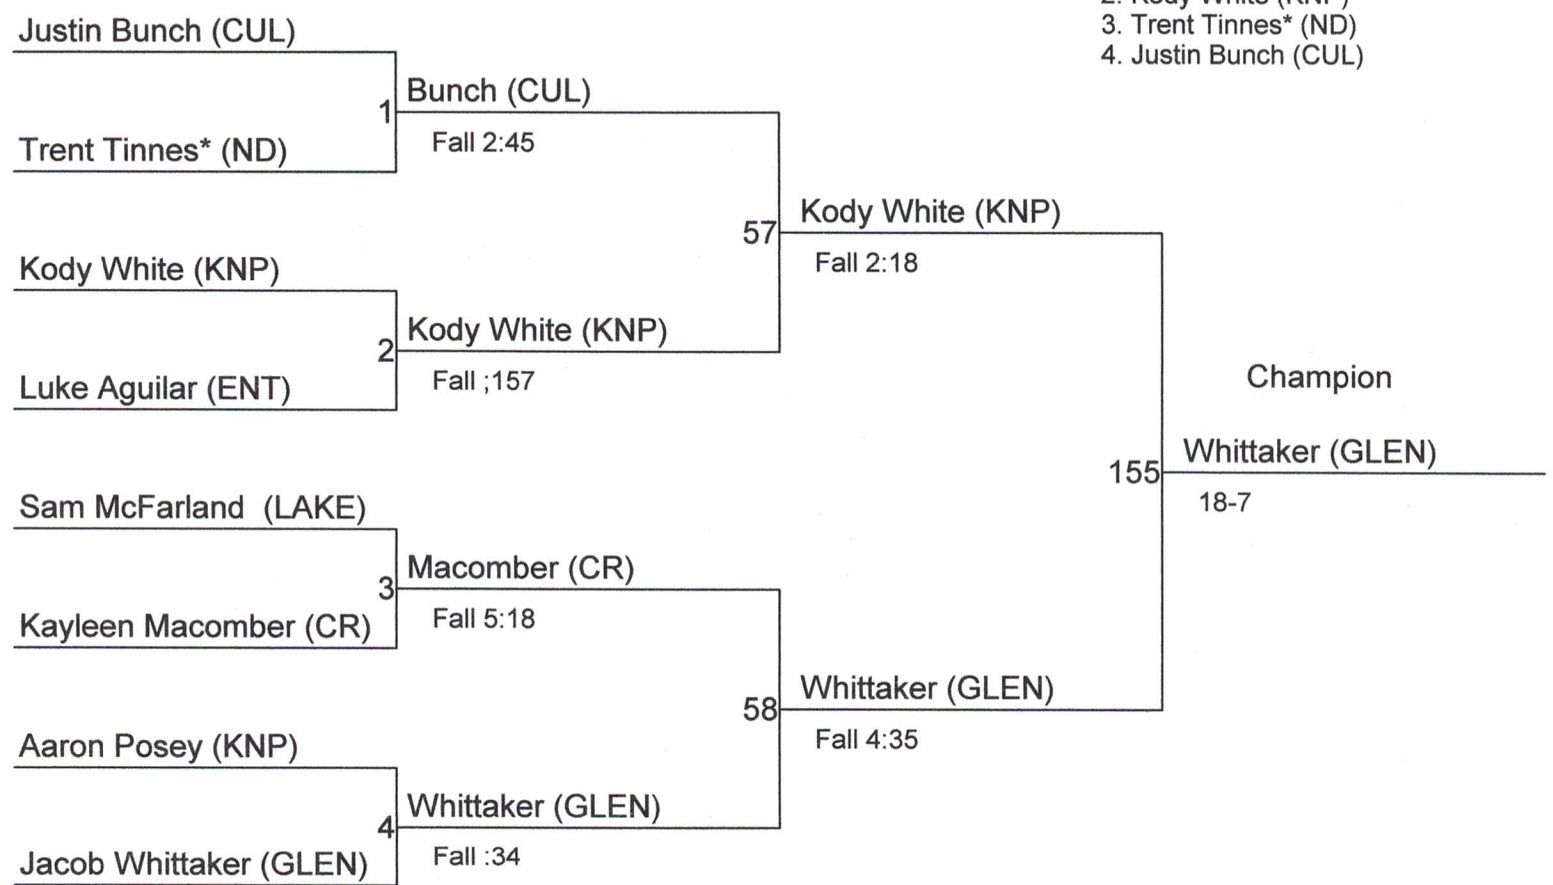 2. Kody White (KNP)
3. Trent Tinnes* (ND)
4. Justin Bunch (CUL)
Justin Bunch (CUL)
1
Bunch (CUL)
Fall 2:45
Trent Tinnes* (ND)
57
Kody White (KNP)
Fall 2:18
Kody White (KNP)
2
Kody White (KNP)
Fall ;157
Luke Aguilar (ENT)
Champion
155
Whittaker (GLEN)
18-7
Sam McFarland (LAKE)
3
Macomber (CR)
Fall 5:18
Kayleen Macomber (CR)
58
Whittaker (GLEN)
Fall 4:35
Aaron Posey (KNP)
4
Whittaker (GLEN)
Fall :34
Jacob Whittaker (GLEN)